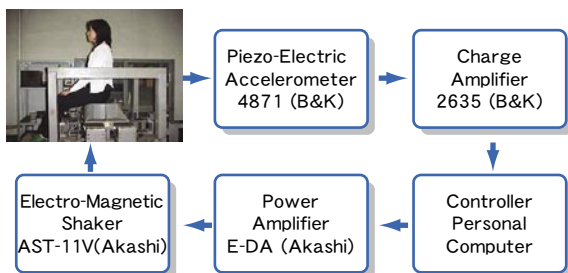 Piezo-Electric
Accelerometer
4871 (B&K)
Charge
Amplifier
2635 (B&K)
Controller
Personal
Computer
Power
Amplifier
E-DA (Akashi)
Electro-Magnetic
Shaker
AST-11V(Akashi)